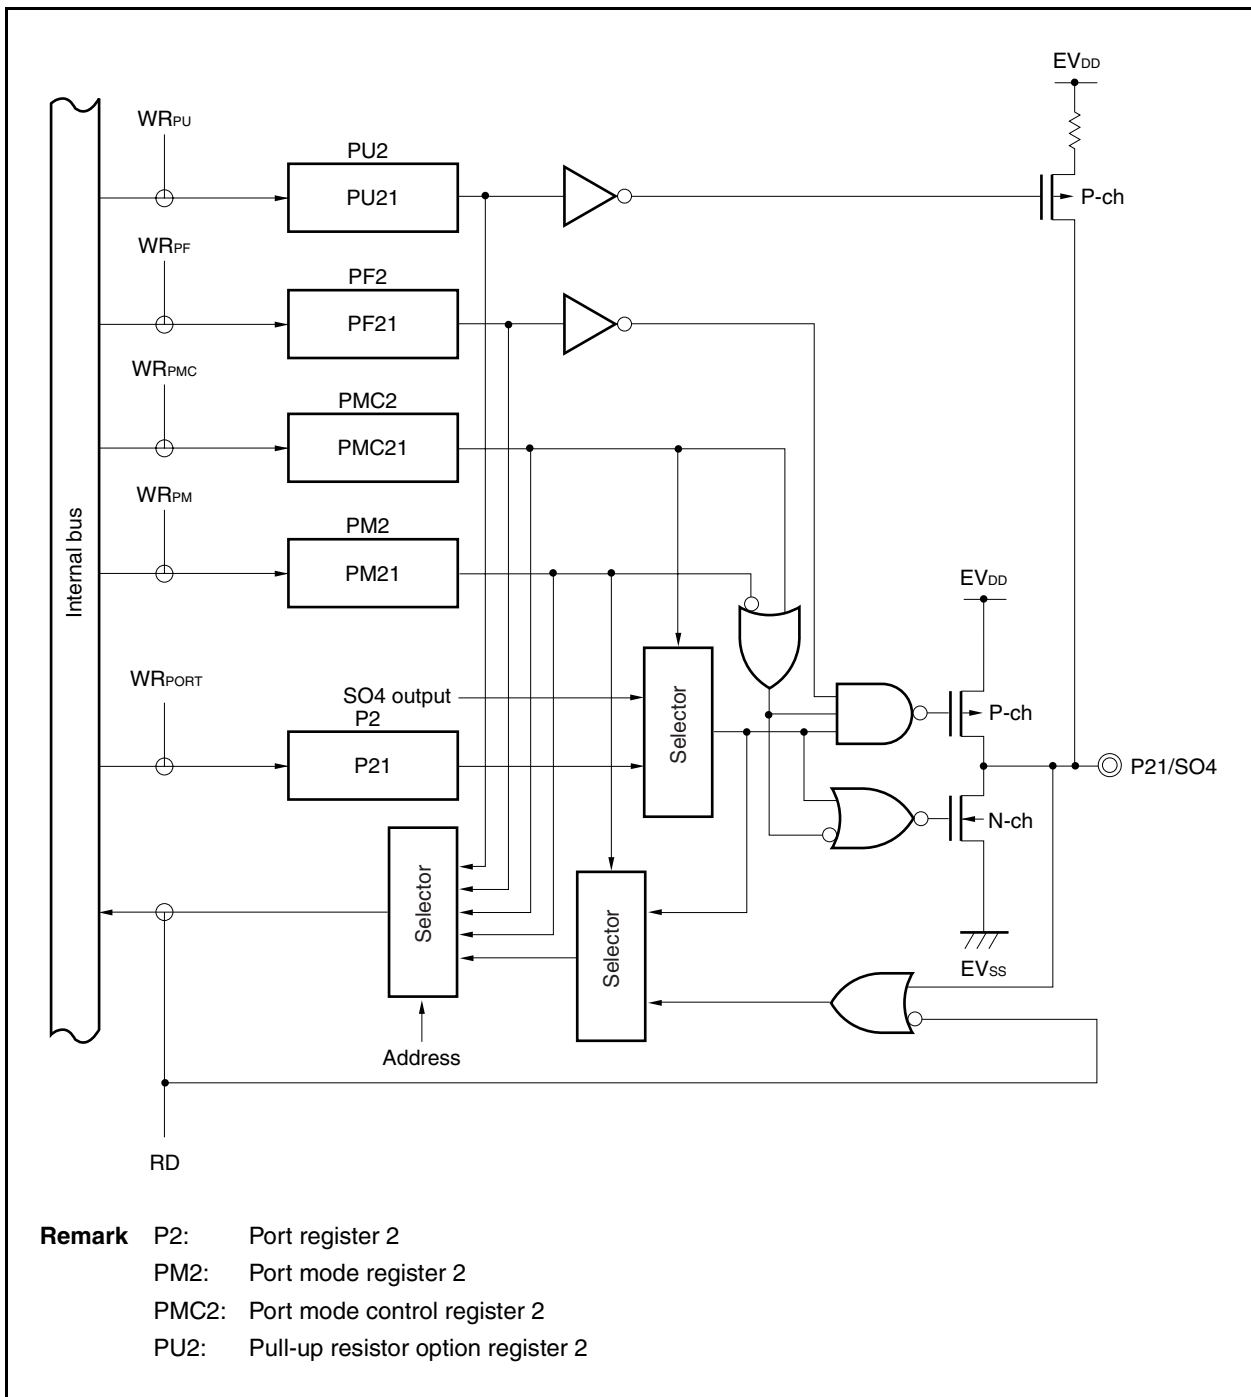 EVDD
WRPU
PU2
PU21
P-ch
WRPF
PF2
PF21
WRPMC
PMC2
PMC21
WRPM
PM2
PM21
Internal bus
EVDD
WRPORT
SO4 output
P2
P21
Selector
P-ch
P21/SO4
N-ch
Selector
Selector
EVSS
Address
RD
Remark P2: Port register 2
PM2: Port mode register 2
PMC2: Port mode control register 2
PU2: Pull-up resistor option register 2